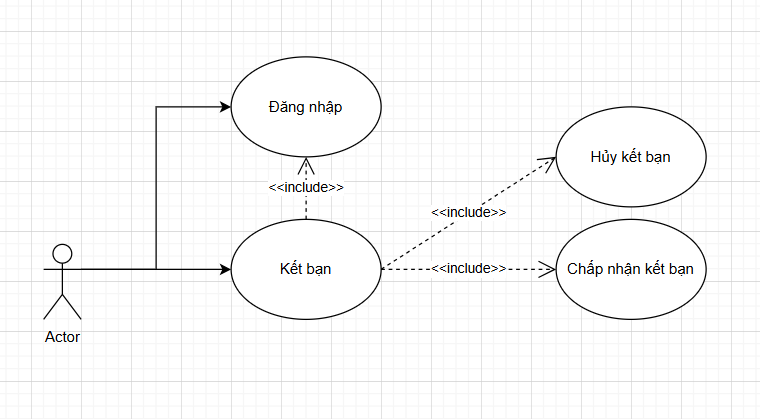 Đăng nhập
Hủy kết bạn
<<include>>
<<include>>
Kết bạn
<<include>>
Chấp nhận kết bạn
Actor